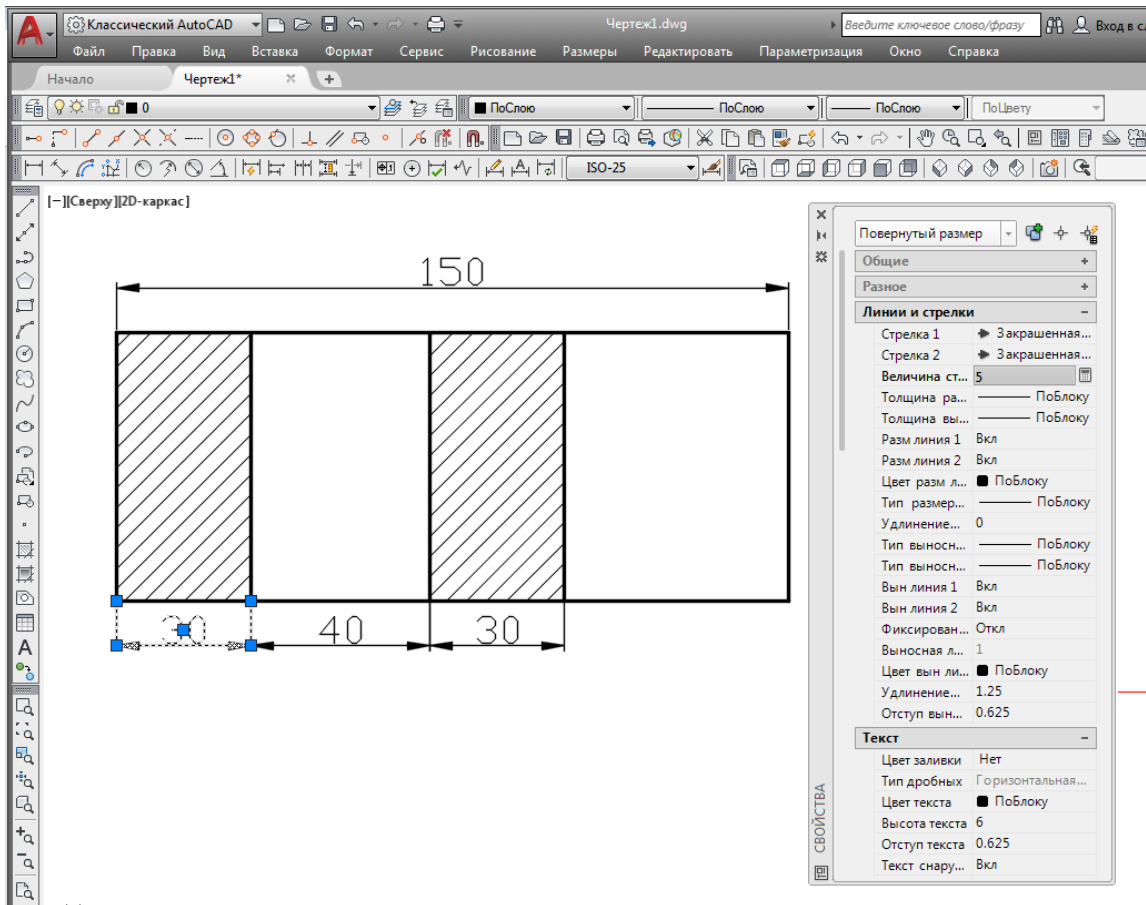 Классический AutoCAD
Чертеж1.dwg
Введите ключевое слово/фразу
Вход в
Файл Правка Вид Вставка Формат Сервис Рисование Размеры Редактировать Параметризация Окно Справка
Начало
Чертеж1*
0
ПоСлою
ПоСлою
ПоСлою
ПоЦвету
ISO-25
[−][Сверху][2D-каркас]
150
30
40
30
Повернутый размер
Общие +
Разное +
Линии и стрелки −
Стрелка 1 Закрашенная...
Стрелка 2 Закрашенная...
Величина ст... 5
Толщина ра... ПоБлоку
Толщина вы... ПоБлоку
Разм линия 1 Вкл
Разм линия 2 Вкл
Цвет разм л... ПоБлоку
Тип размер... ПоБлоку
Удлинение... 0
Тип выносн... ПоБлоку
Тип выносн... ПоБлоку
Вын линия 1 Вкл
Вын линия 2 Вкл
Фиксирован... Откл
Выносная л... 1
Цвет вын ли... ПоБлоку
Удлинение... 1.25
Отступ вын... 0.625
Текст −
Цвет заливки Нет
Тип дробных Горизонтальная...
Цвет текста ПоБлоку
Высота текста 6
Отступ текста 0.625
Текст снару... Вкл
СВОЙСТВА